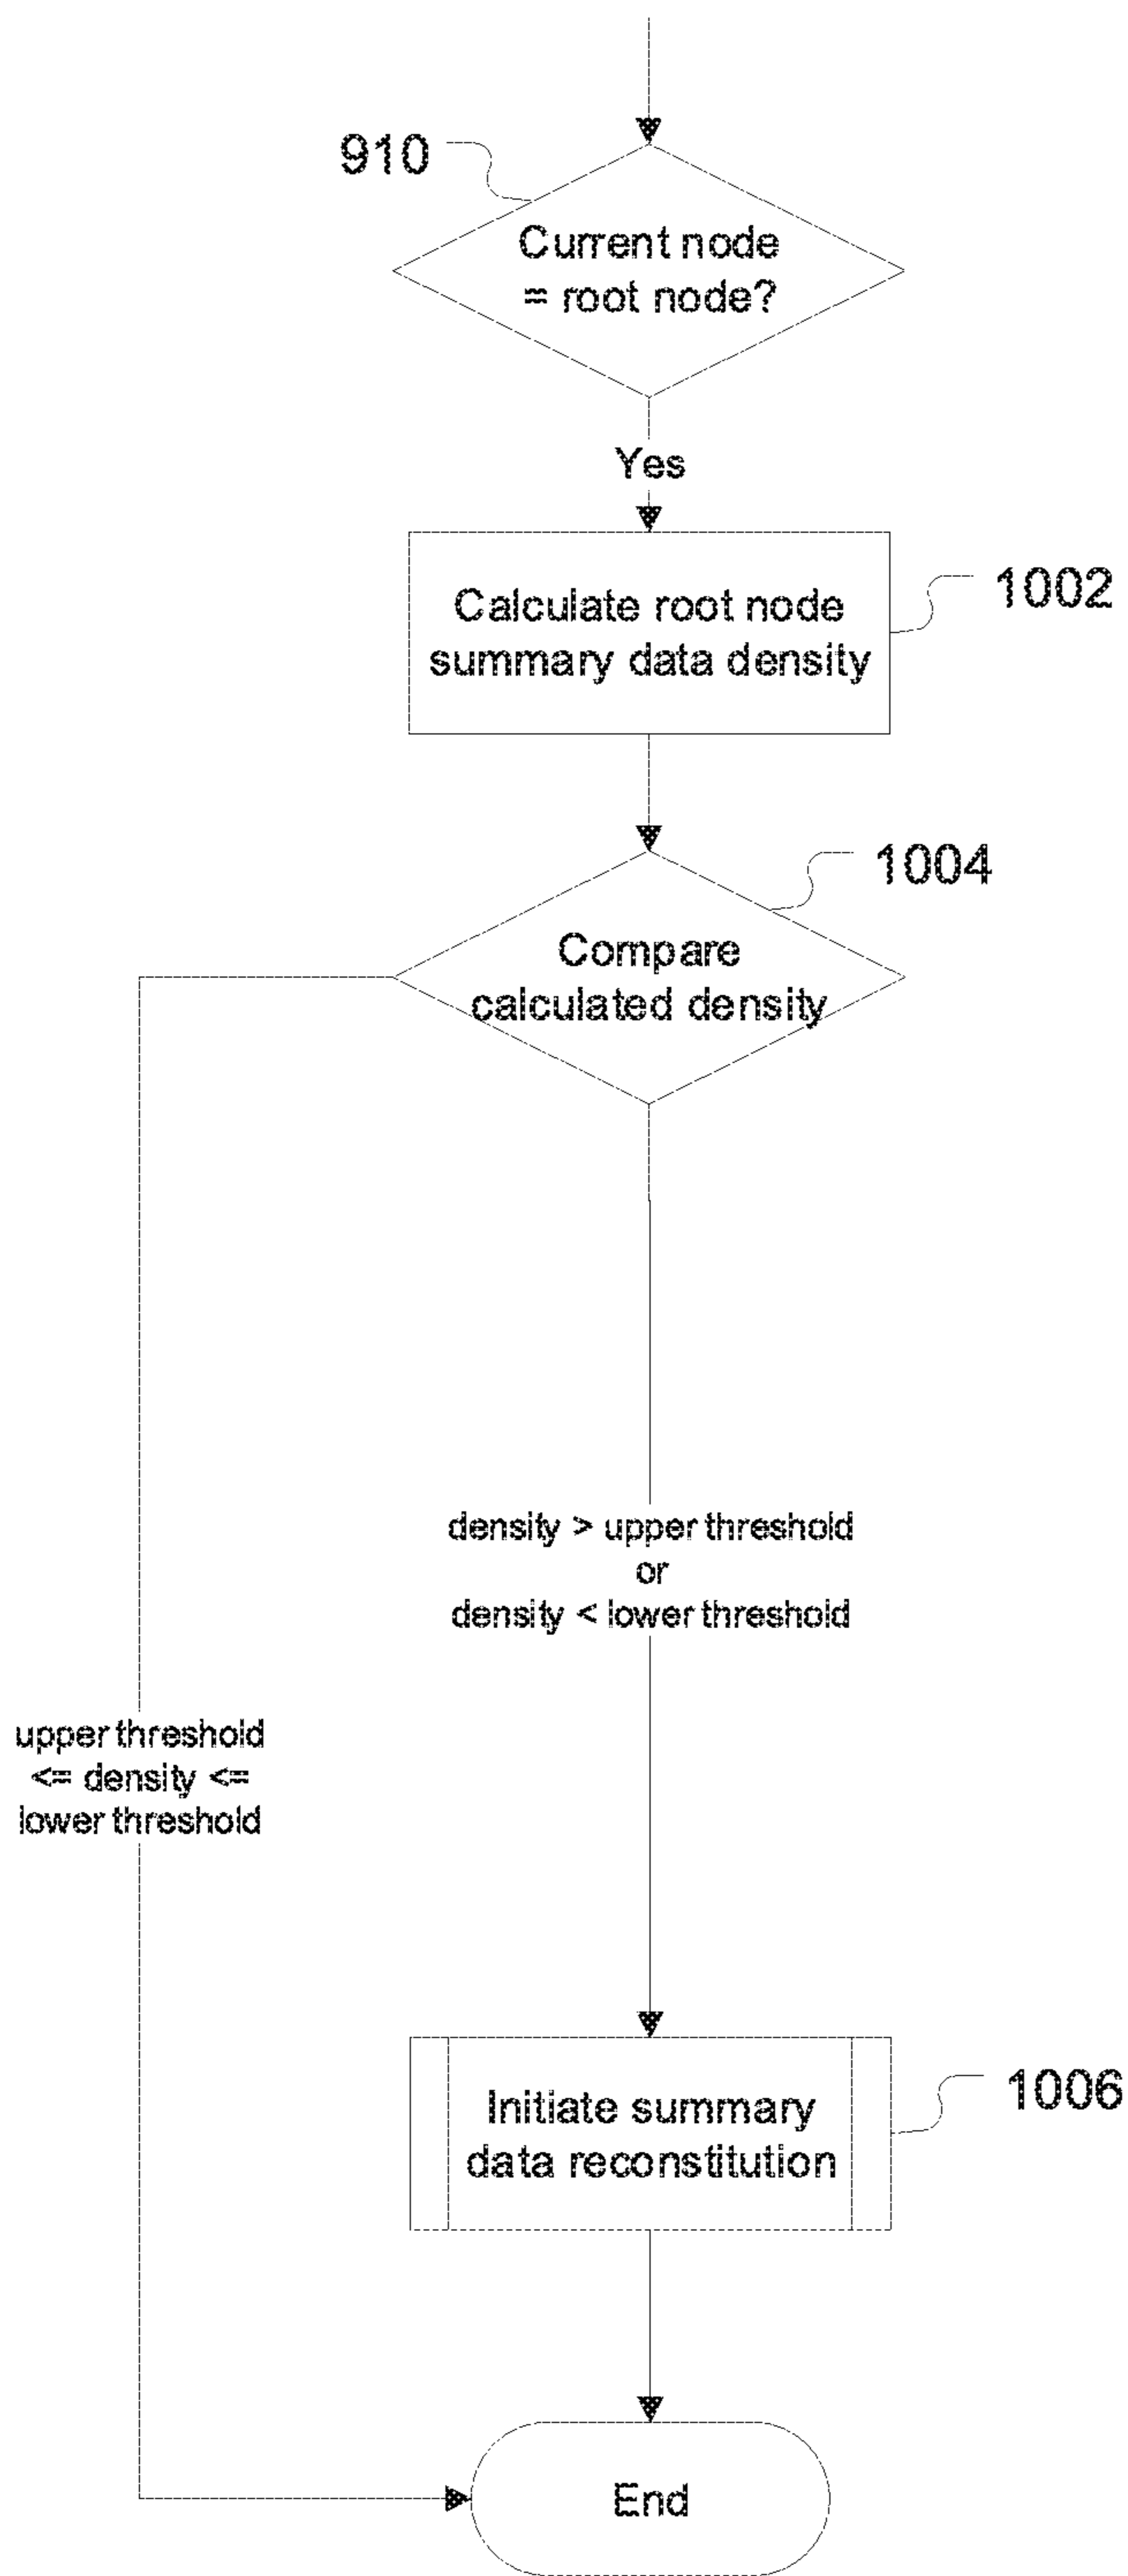 910
Current node
= root node?
Yes
Calculate root node
summary data density
1002
1004
Compare
calculated density
density > upper threshold
or
density < lower threshold
upper threshold
<= density <=
lower threshold
Initiate summary
data reconstitution
1006
End